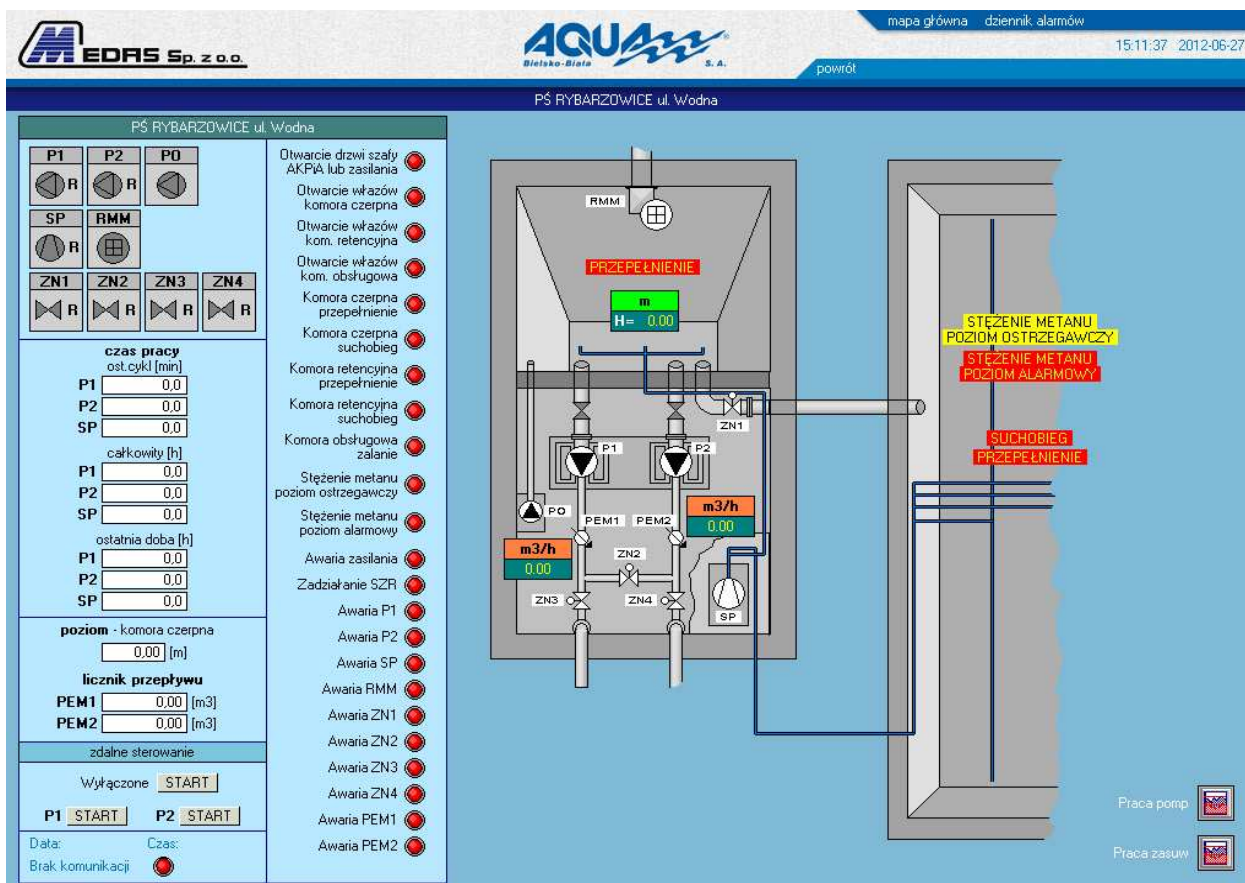 MEDAS Sp. z o.o.
AQUA
Bielsko-Biała S. A.
mapa główna dziennik alarmów
15:11:37 2012-06-27
powrót
PŚ RYBARZOWICE ul. Wodna
PŚ RYBARZOWICE ul. Wodna
P1 P2 PO
R R
SP RMM
R
ZN1 ZN2 ZN3 ZN4
R R R R
czas pracy
ost.cykl [min]
P1 0,0
P2 0,0
SP 0,0
całkowity [h]
P1 0,0
P2 0,0
SP 0,0
ostatnia doba [h]
P1 0,0
P2 0,0
SP 0,0
poziom - komora czerpna
0,00 [m]
licznik przepływu
PEM1 0,00 [m3]
PEM2 0,00 [m3]
zdalne sterowanie
Wyłączone START
P1 START P2 START
Data: Czas:
Brak komunikacji
Otwarcie drzwi szafy
AKPiA lub zasilania
Otwarcie włazów
komora czerpna
Otwarcie włazów
kom. retencyjna
Otwarcie włazów
kom. obsługowa
Komora czerpna
przepełnienie
Komora czerpna
suchobieg
Komora retencyjna
przepełnienie
Komora retencyjna
suchobieg
Komora obsługowa
zalanie
Stężenie metanu
poziom ostrzegawczy
Stężenie metanu
poziom alarmowy
Awaria zasilania
Zadziałanie SZR
Awaria P1
Awaria P2
Awaria SP
Awaria RMM
Awaria ZN1
Awaria ZN2
Awaria ZN3
Awaria ZN4
Awaria PEM1
Awaria PEM2
RMM
PRZEPEŁNIENIE
m
H= 0.00
ZN1
P1
P2
PO
PEM1
PEM2
m3/h
0.00
m3/h
0.00
ZN2
ZN3
ZN4
SP
STĘŻENIE METANU
POZIOM OSTRZEGAWCZY
STĘŻENIE METANU
POZIOM ALARMOWY
SUCHOBIEG
PRZEPEŁNIENIE
Praca pomp
Praca zasuw